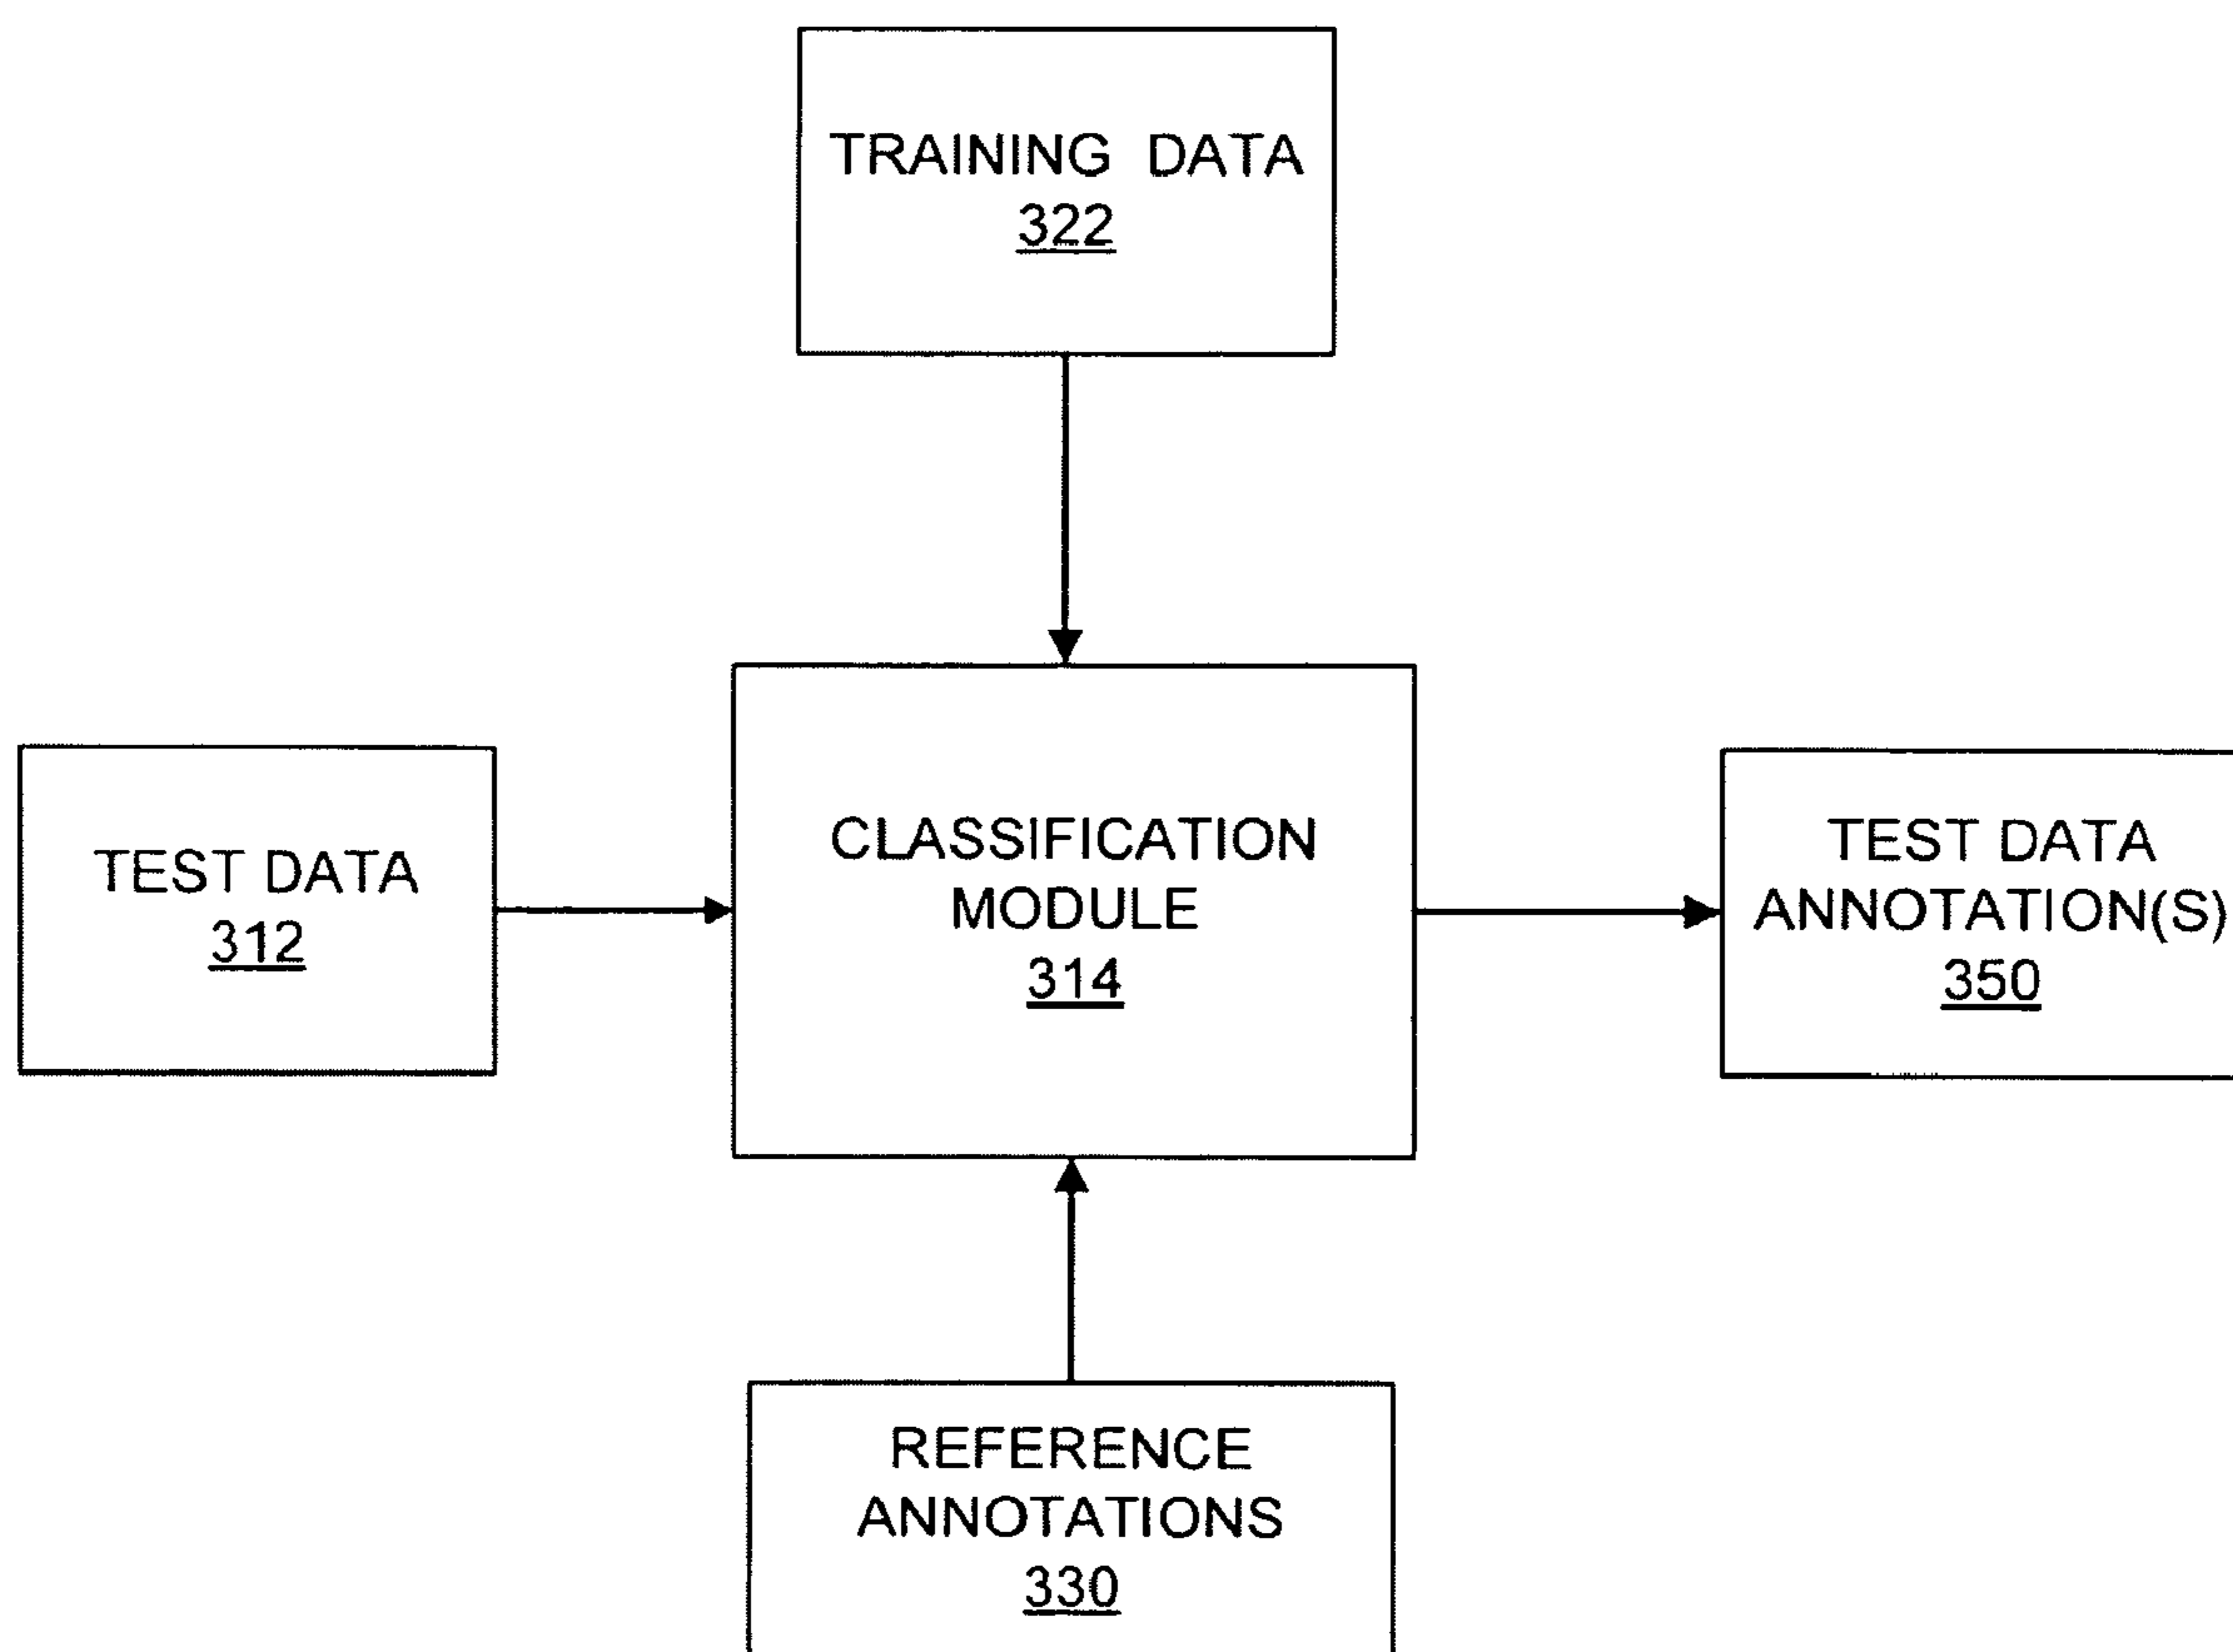 TRAINING DATA
322
TEST DATA
312
CLASSIFICATION
MODULE
314
TEST DATA
ANNOTATION(S)
350
REFERENCE
ANNOTATIONS
330